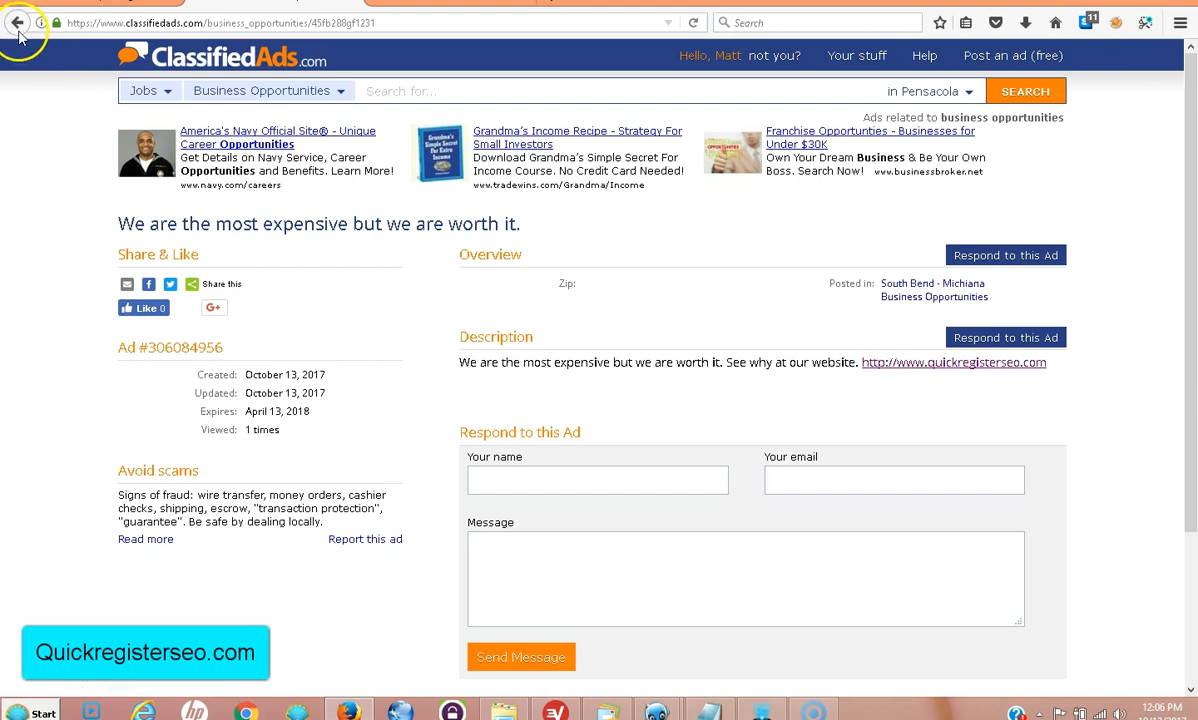 https://www.classifiedads.com/business_opportunities/45fb288gf1231
Search
11
ClassifiedAds.com
Hello, Matt not you?
Your stuff
Help
Post an ad (free)
Jobs
Business Opportunities
Search for...
in Pensacola
SEARCH
Ads related to business opportunities
America's Navy Official Site® - Unique
Career Opportunities
Get Details on Navy Service, Career
Opportunities and Benefits. Learn More!
www.navy.com/careers
Grandma's Income Recipe - Strategy For
Small Investors
Download Grandma's Simple Secret For
Income Course. No Credit Card Needed!
www.tradewins.com/Grandma/Income
Franchise Opportunties - Businesses for
Under $30K
Own Your Dream Business & Be Your Own
Boss. Search Now! www.businessbroker.net
We are the most expensive but we are worth it.
Share & Like
Share this
Like 0
G+
Ad #306084956
Created: October 13, 2017
Updated: October 13, 2017
Expires: April 13, 2018
Viewed: 1 times
Avoid scams
Signs of fraud: wire transfer, money orders, cashier
checks, shipping, escrow, "transaction protection",
"guarantee". Be safe by dealing locally.
Read more
Report this ad
Overview
Respond to this Ad
Zip:
Posted in: South Bend - Michiana
Business Opportunities
Description
Respond to this Ad
We are the most expensive but we are worth it. See why at our website. http://www.quickregisterseo.com
Respond to this Ad
Your name
Your email
Message
Send Message
Quickregisterseo.com
Start
12:06 PM